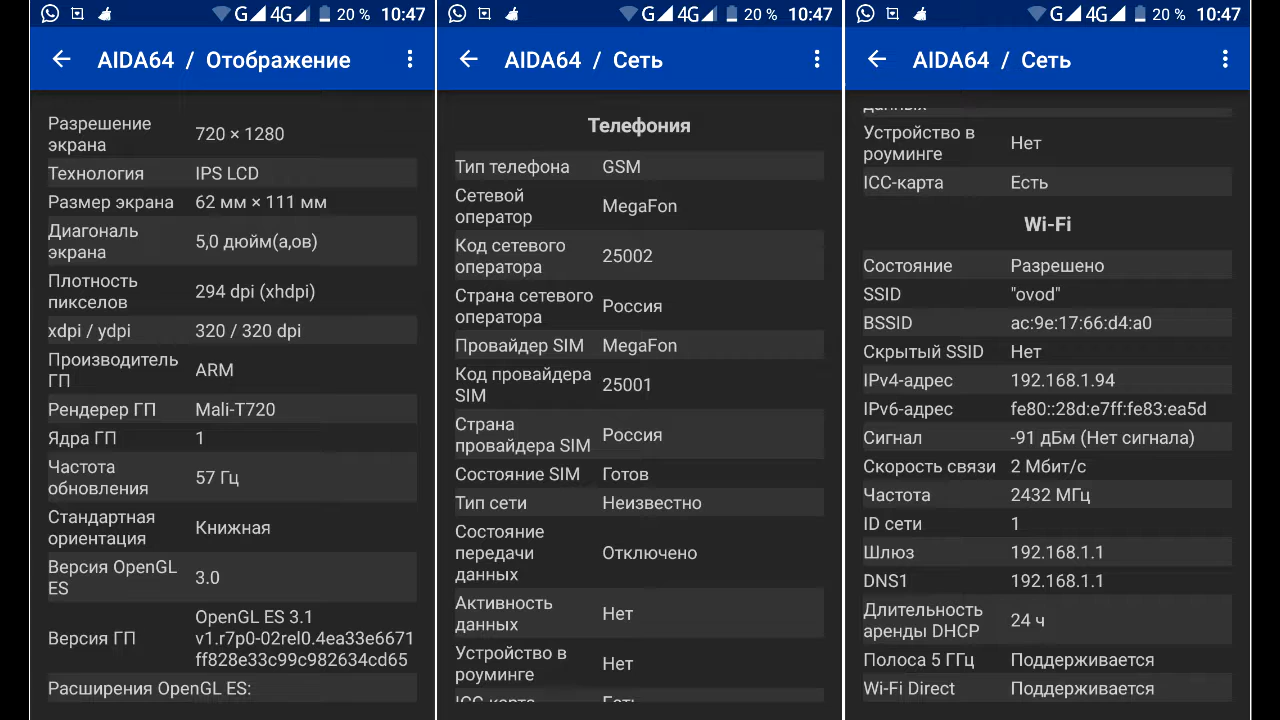 G 4G 20 % 10:47
AIDA64 / Отображение
Разрешение экрана 720 × 1280
Технология IPS LCD
Размер экрана 62 мм × 111 мм
Диагональ экрана 5,0 дюйм(а,ов)
Плотность пикселов 294 dpi (xhdpi)
xdpi / ydpi 320 / 320 dpi
Производитель ГП ARM
Рендерер ГП Mali-T720
Ядра ГП 1
Частота обновления 57 Гц
Стандартная ориентация Книжная
Версия OpenGL ES 3.0
Версия ГП OpenGL ES 3.1
v1.r7p0-02rel0.4ea33e6671
ff828e33c99c982634cd65
Расширения OpenGL ES:
G 4G 20 % 10:47
AIDA64 / Сеть
Телефония
Тип телефона GSM
Сетевой оператор MegaFon
Код сетевого оператора 25002
Страна сетевого оператора Россия
Провайдер SIM MegaFon
Код провайдера SIM 25001
Страна провайдера SIM Россия
Состояние SIM Готов
Тип сети Неизвестно
Состояние передачи данных Отключено
Активность данных Нет
Устройство в роуминге Нет
ICC-карта Есть
G 4G 20 % 10:47
AIDA64 / Сеть
данных
Устройство в роуминге Нет
ICC-карта Есть
Wi-Fi
Состояние Разрешено
SSID "ovod"
BSSID ac:9e:17:66:d4:a0
Скрытый SSID Нет
IPv4-адрес 192.168.1.94
IPv6-адрес fe80::28d:e7ff:fe83:ea5d
Сигнал -91 дБм (Нет сигнала)
Скорость связи 2 Мбит/с
Частота 2432 МГц
ID сети 1
Шлюз 192.168.1.1
DNS1 192.168.1.1
Длительность аренды DHCP 24 ч
Полоса 5 ГГц Поддерживается
Wi-Fi Direct Поддерживается